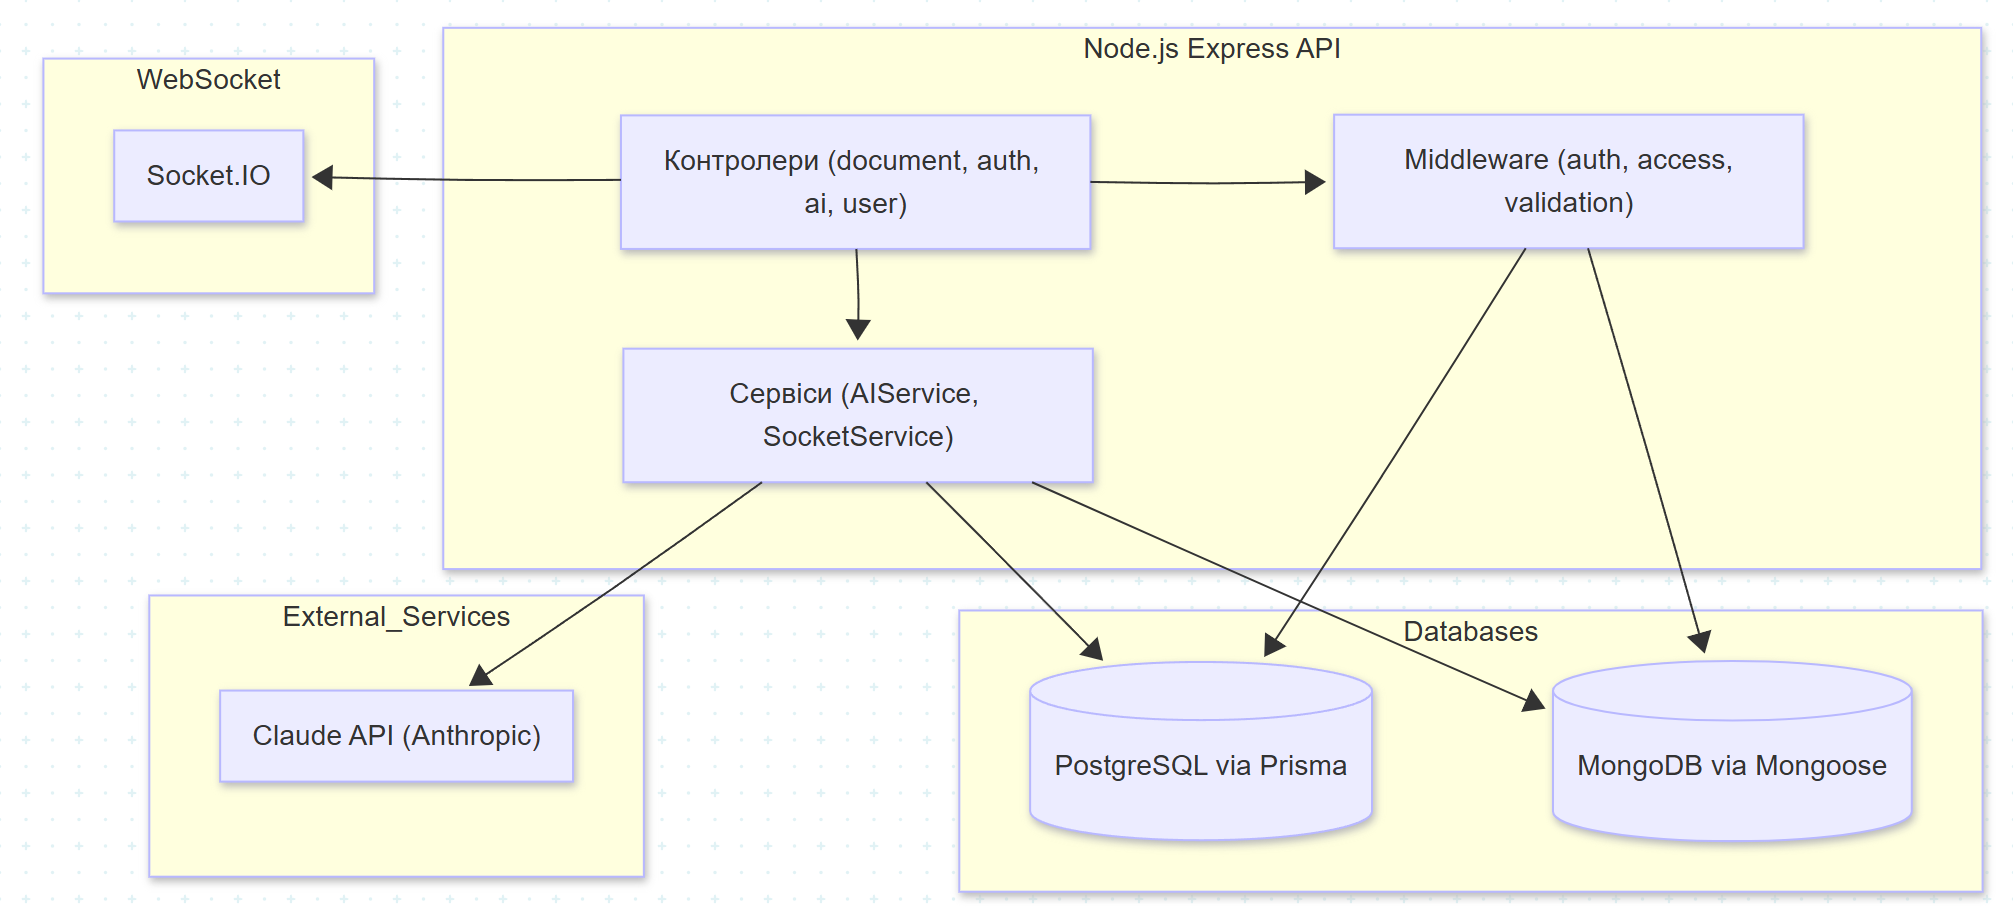 Node.js Express API
WebSocket
Socket.IO
Контролери (document, auth,
ai, user)
Middleware (auth, access,
validation)
Сервіси (AIService,
SocketService)
External_Services
Claude API (Anthropic)
Databases
PostgreSQL via Prisma
MongoDB via Mongoose